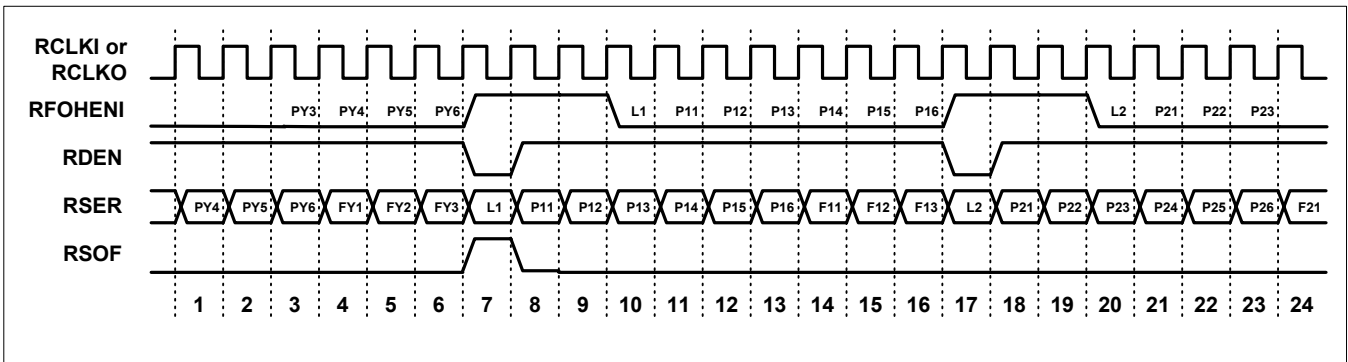 RCLKI or
RCLKO
RFOHENI PY3 PY4 PY5 PY6 L1 P11 P12 P13 P14 P15 P16 L2 P21 P22 P23
RDEN
RSER PY4 PY5 PY6 FY1 FY2 FY3 L1 P11 P12 P13 P14 P15 P16 F11 F12 F13 L2 P21 P22 P23 P24 P25 P26 F21
RSOF
1 2 3 4 5 6 7 8 9 10 11 12 13 14 15 16 17 18 19 20 21 22 23 24